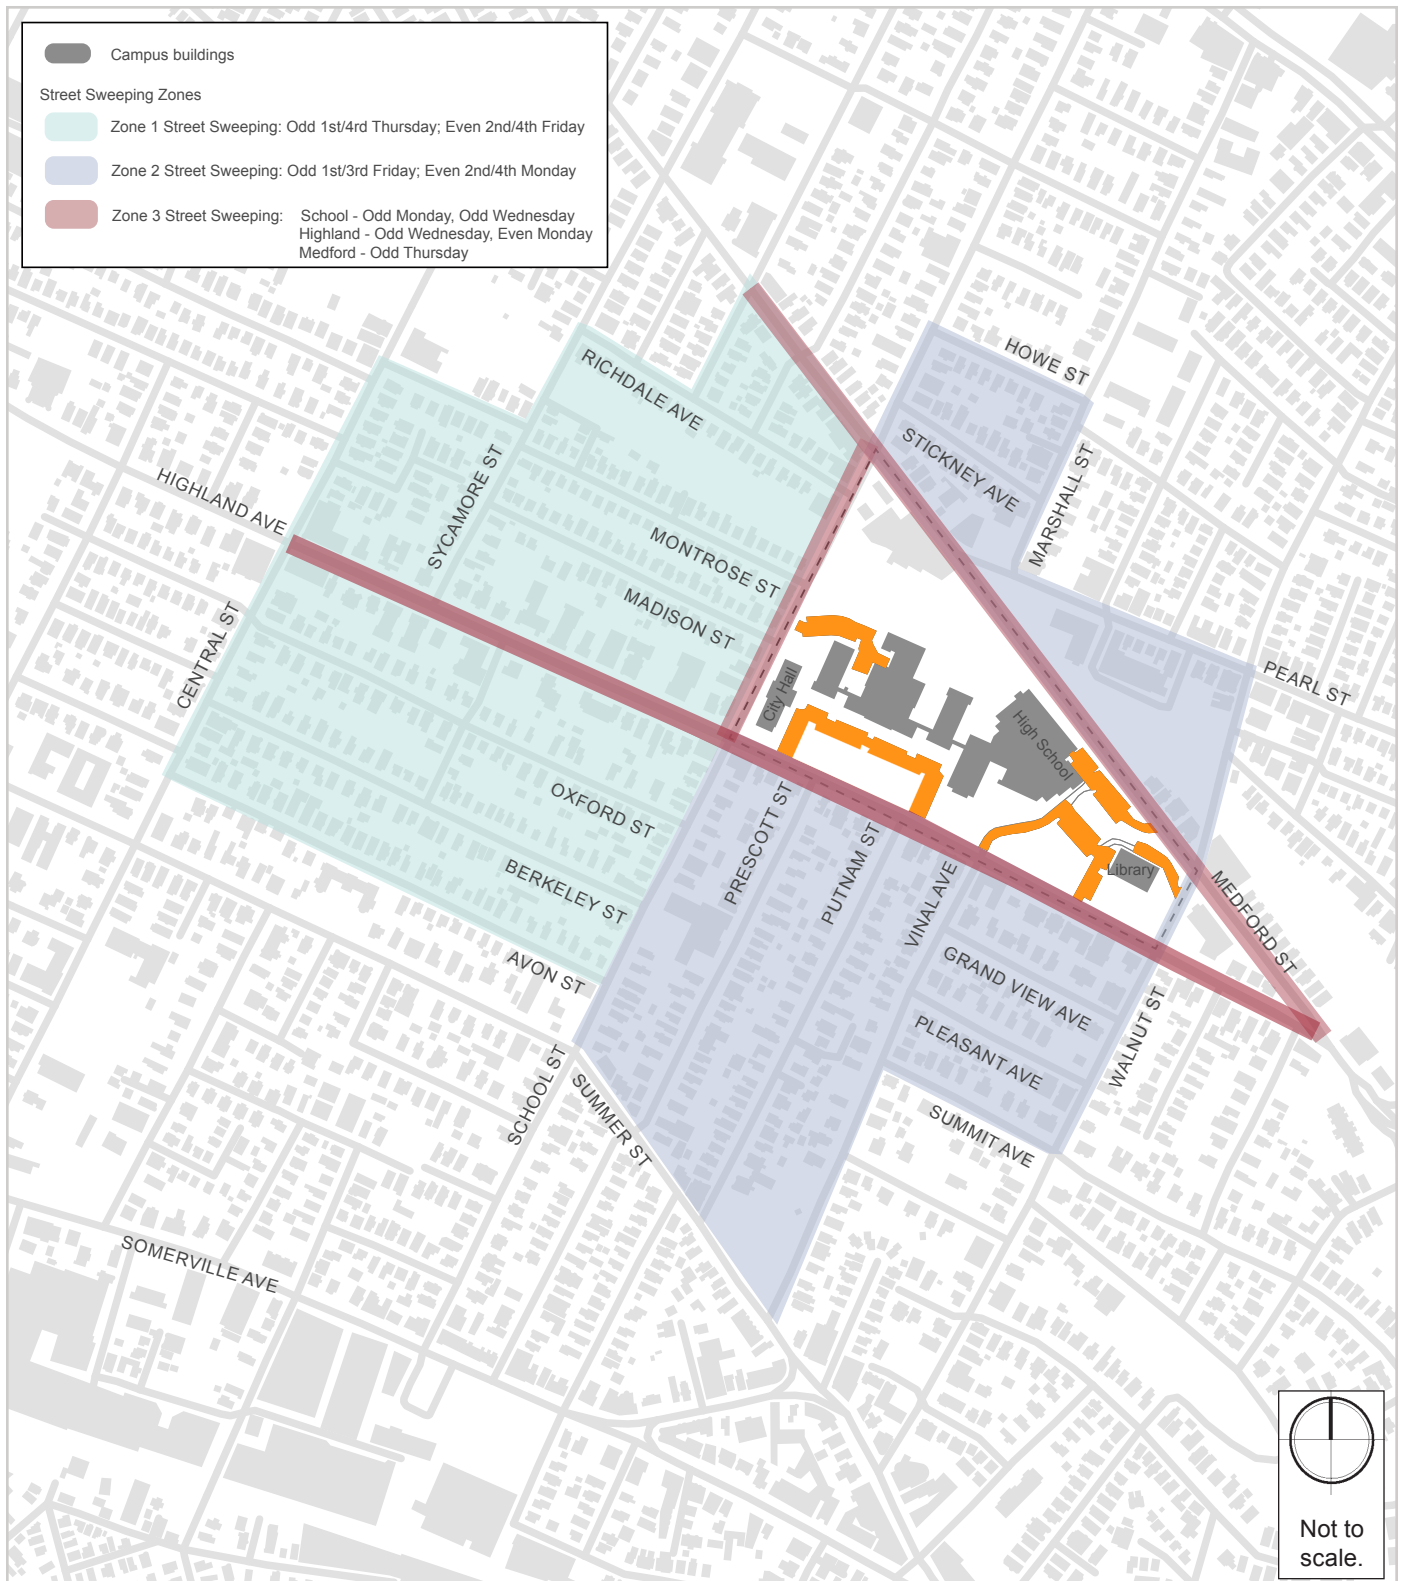 Campus buildings
Street Sweeping Zones
Zone 1 Street Sweeping: Odd 1st/4rd Thursday; Even 2nd/4th Friday
Zone 2 Street Sweeping: Odd 1st/3rd Friday; Even 2nd/4th Monday
Zone 3 Street Sweeping: School - Odd Monday, Odd Wednesday
Highland - Odd Wednesday, Even Monday
Medford - Odd Thursday
HOWE ST
RICHDALE AVE
STICKNEY AVE
MARSHALL ST
HIGHLAND AVE
SYCAMORE ST
MONTROSE ST
MADISON ST
CENTRAL ST
PEARL ST
City Hall
High School
OXFORD ST
PRESCOTT ST
PUTNAM ST
VINAL AVE
Library
MEDFORD ST
BERKELEY ST
AVON ST
GRAND VIEW AVE
PLEASANT AVE
WALNUT ST
SCHOOL ST
SUMMER ST
SUMMIT AVE
SOMERVILLE AVE
Not to
scale.